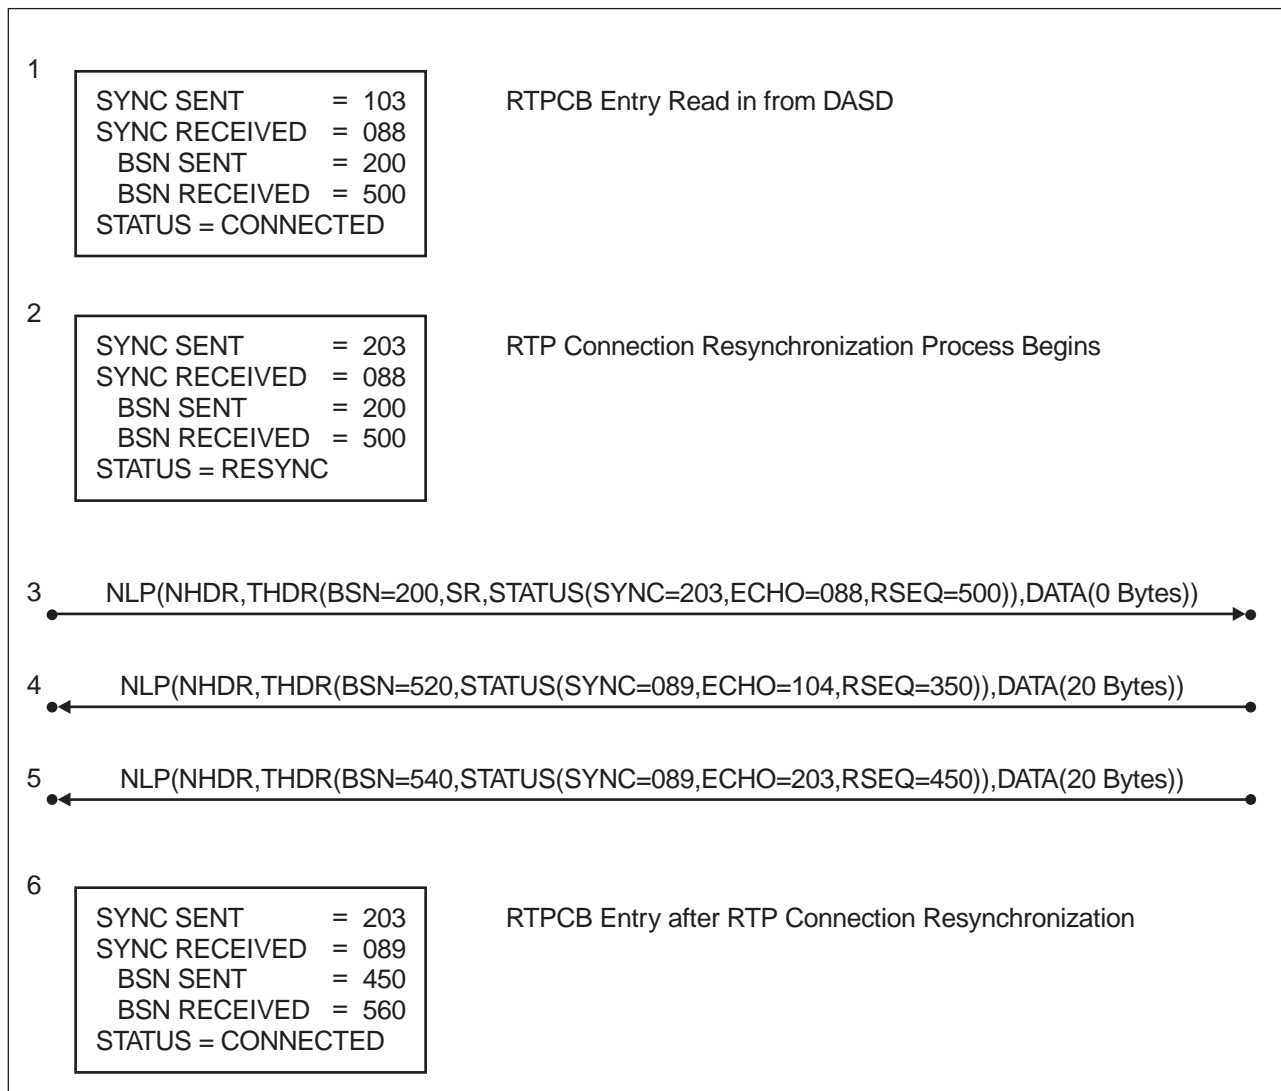 1
SYNC SENT = 103
RTPCB Entry Read in from DASD
SYNC RECEIVED = 088
BSN SENT = 200
BSN RECEIVED = 500
STATUS = CONNECTED
2
SYNC SENT = 203
RTP Connection Resynchronization Process Begins
SYNC RECEIVED = 088
BSN SENT = 200
BSN RECEIVED = 500
STATUS = RESYNC
3
NLP(NHDR,THDR(BSN=200,SR,STATUS(SYNC=203,ECHO=088,RSEQ=500)),DATA(0 Bytes))
4
NLP(NHDR,THDR(BSN=520,STATUS(SYNC=089,ECHO=104,RSEQ=350)),DATA(20 Bytes))
5
NLP(NHDR,THDR(BSN=540,STATUS(SYNC=089,ECHO=203,RSEQ=450)),DATA(20 Bytes))
6
SYNC SENT = 203
RTPCB Entry after RTP Connection Resynchronization
SYNC RECEIVED = 089
BSN SENT = 450
BSN RECEIVED = 560
STATUS = CONNECTED